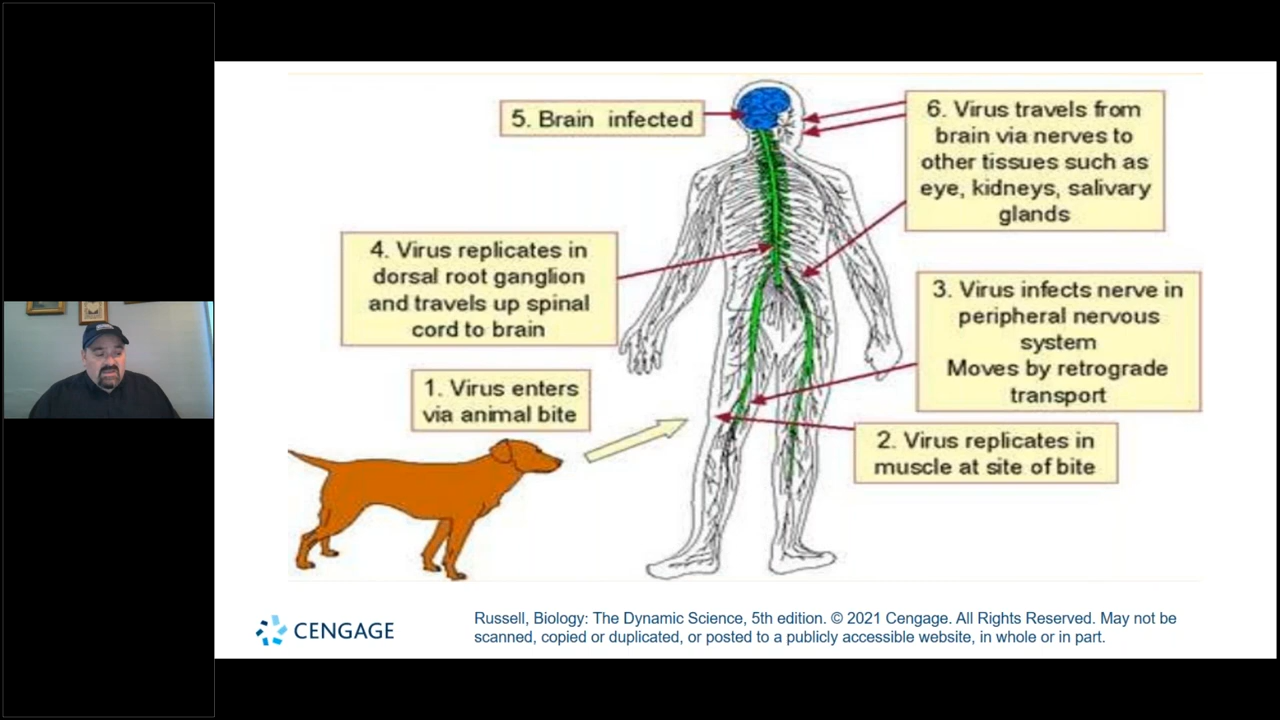 5. Brain infected
6. Virus travels from
brain via nerves to
other tissues such as
eye, kidneys, salivary
glands
4. Virus replicates in
dorsal root ganglion
and travels up spinal
cord to brain
3. Virus infects nerve in
peripheral nervous
system
Moves by retrograde
transport
1. Virus enters
via animal bite
2. Virus replicates in
muscle at site of bite
CENGAGE
Russell, Biology: The Dynamic Science, 5th edition. © 2021 Cengage. All Rights Reserved. May not be
scanned, copied or duplicated, or posted to a publicly accessible website, in whole or in part.